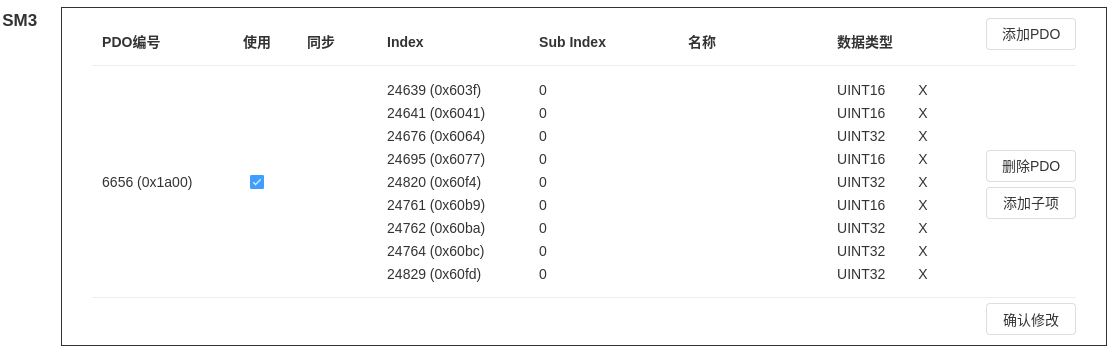 SM3
PDO编号 使用 同步 Index Sub Index 名称 数据类型 添加PDO
24639 (0x603f) 0 UINT16 X
24641 (0x6041) 0 UINT16 X
24676 (0x6064) 0 UINT32 X
24695 (0x6077) 0 UINT16 X
删除PDO
6656 (0x1a00) 24820 (0x60f4) 0 UINT32 X
24761 (0x60b9) 0 UINT16 X
添加子项
24762 (0x60ba) 0 UINT32 X
24764 (0x60bc) 0 UINT32 X
24829 (0x60fd) 0 UINT32 X
确认修改